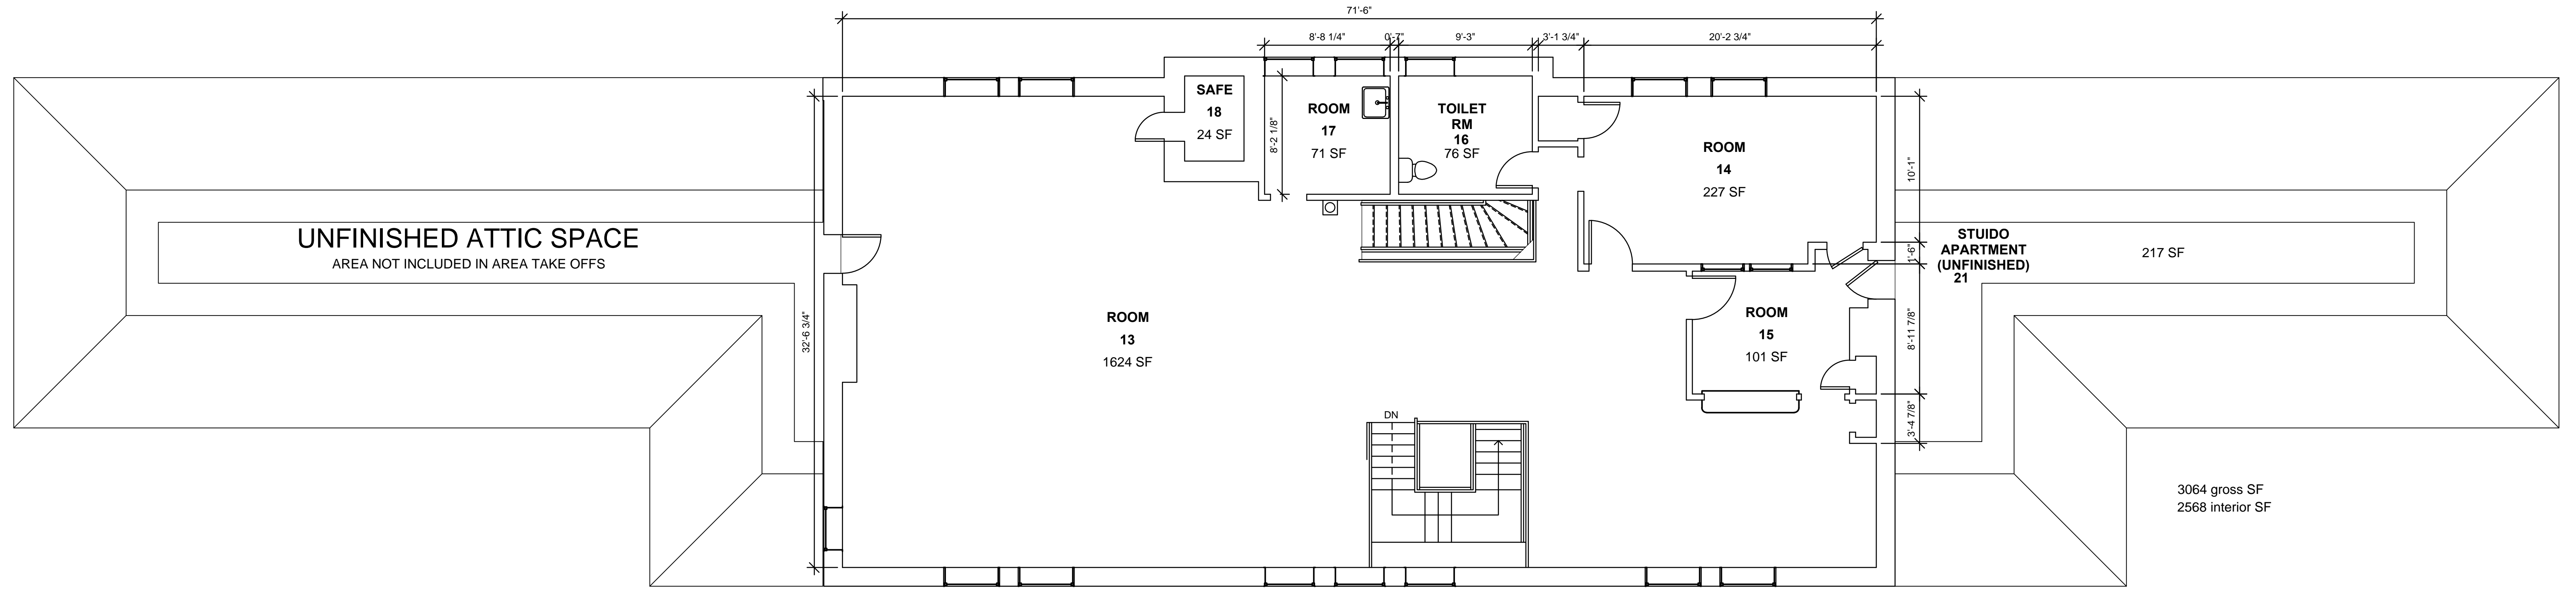 71'-6"
8'-8 1/4"
0'-7"
9'-3"
3'-1 3/4"
20'-2 3/4"
SAFE
18
24 SF
8'-2 1/8"
ROOM
17
71 SF
TOILET
RM
16
76 SF
ROOM
14
227 SF
10'-1"
1'-6"
8'-11 7/8"
3'-4 7/8"
UNFINISHED ATTIC SPACE
AREA NOT INCLUDED IN AREA TAKE OFFS
32'-6 3/4"
ROOM
13
1624 SF
ROOM
15
101 SF
STUIDO
APARTMENT
(UNFINISHED)
21
217 SF
DN
3064 gross SF
2568 interior SF